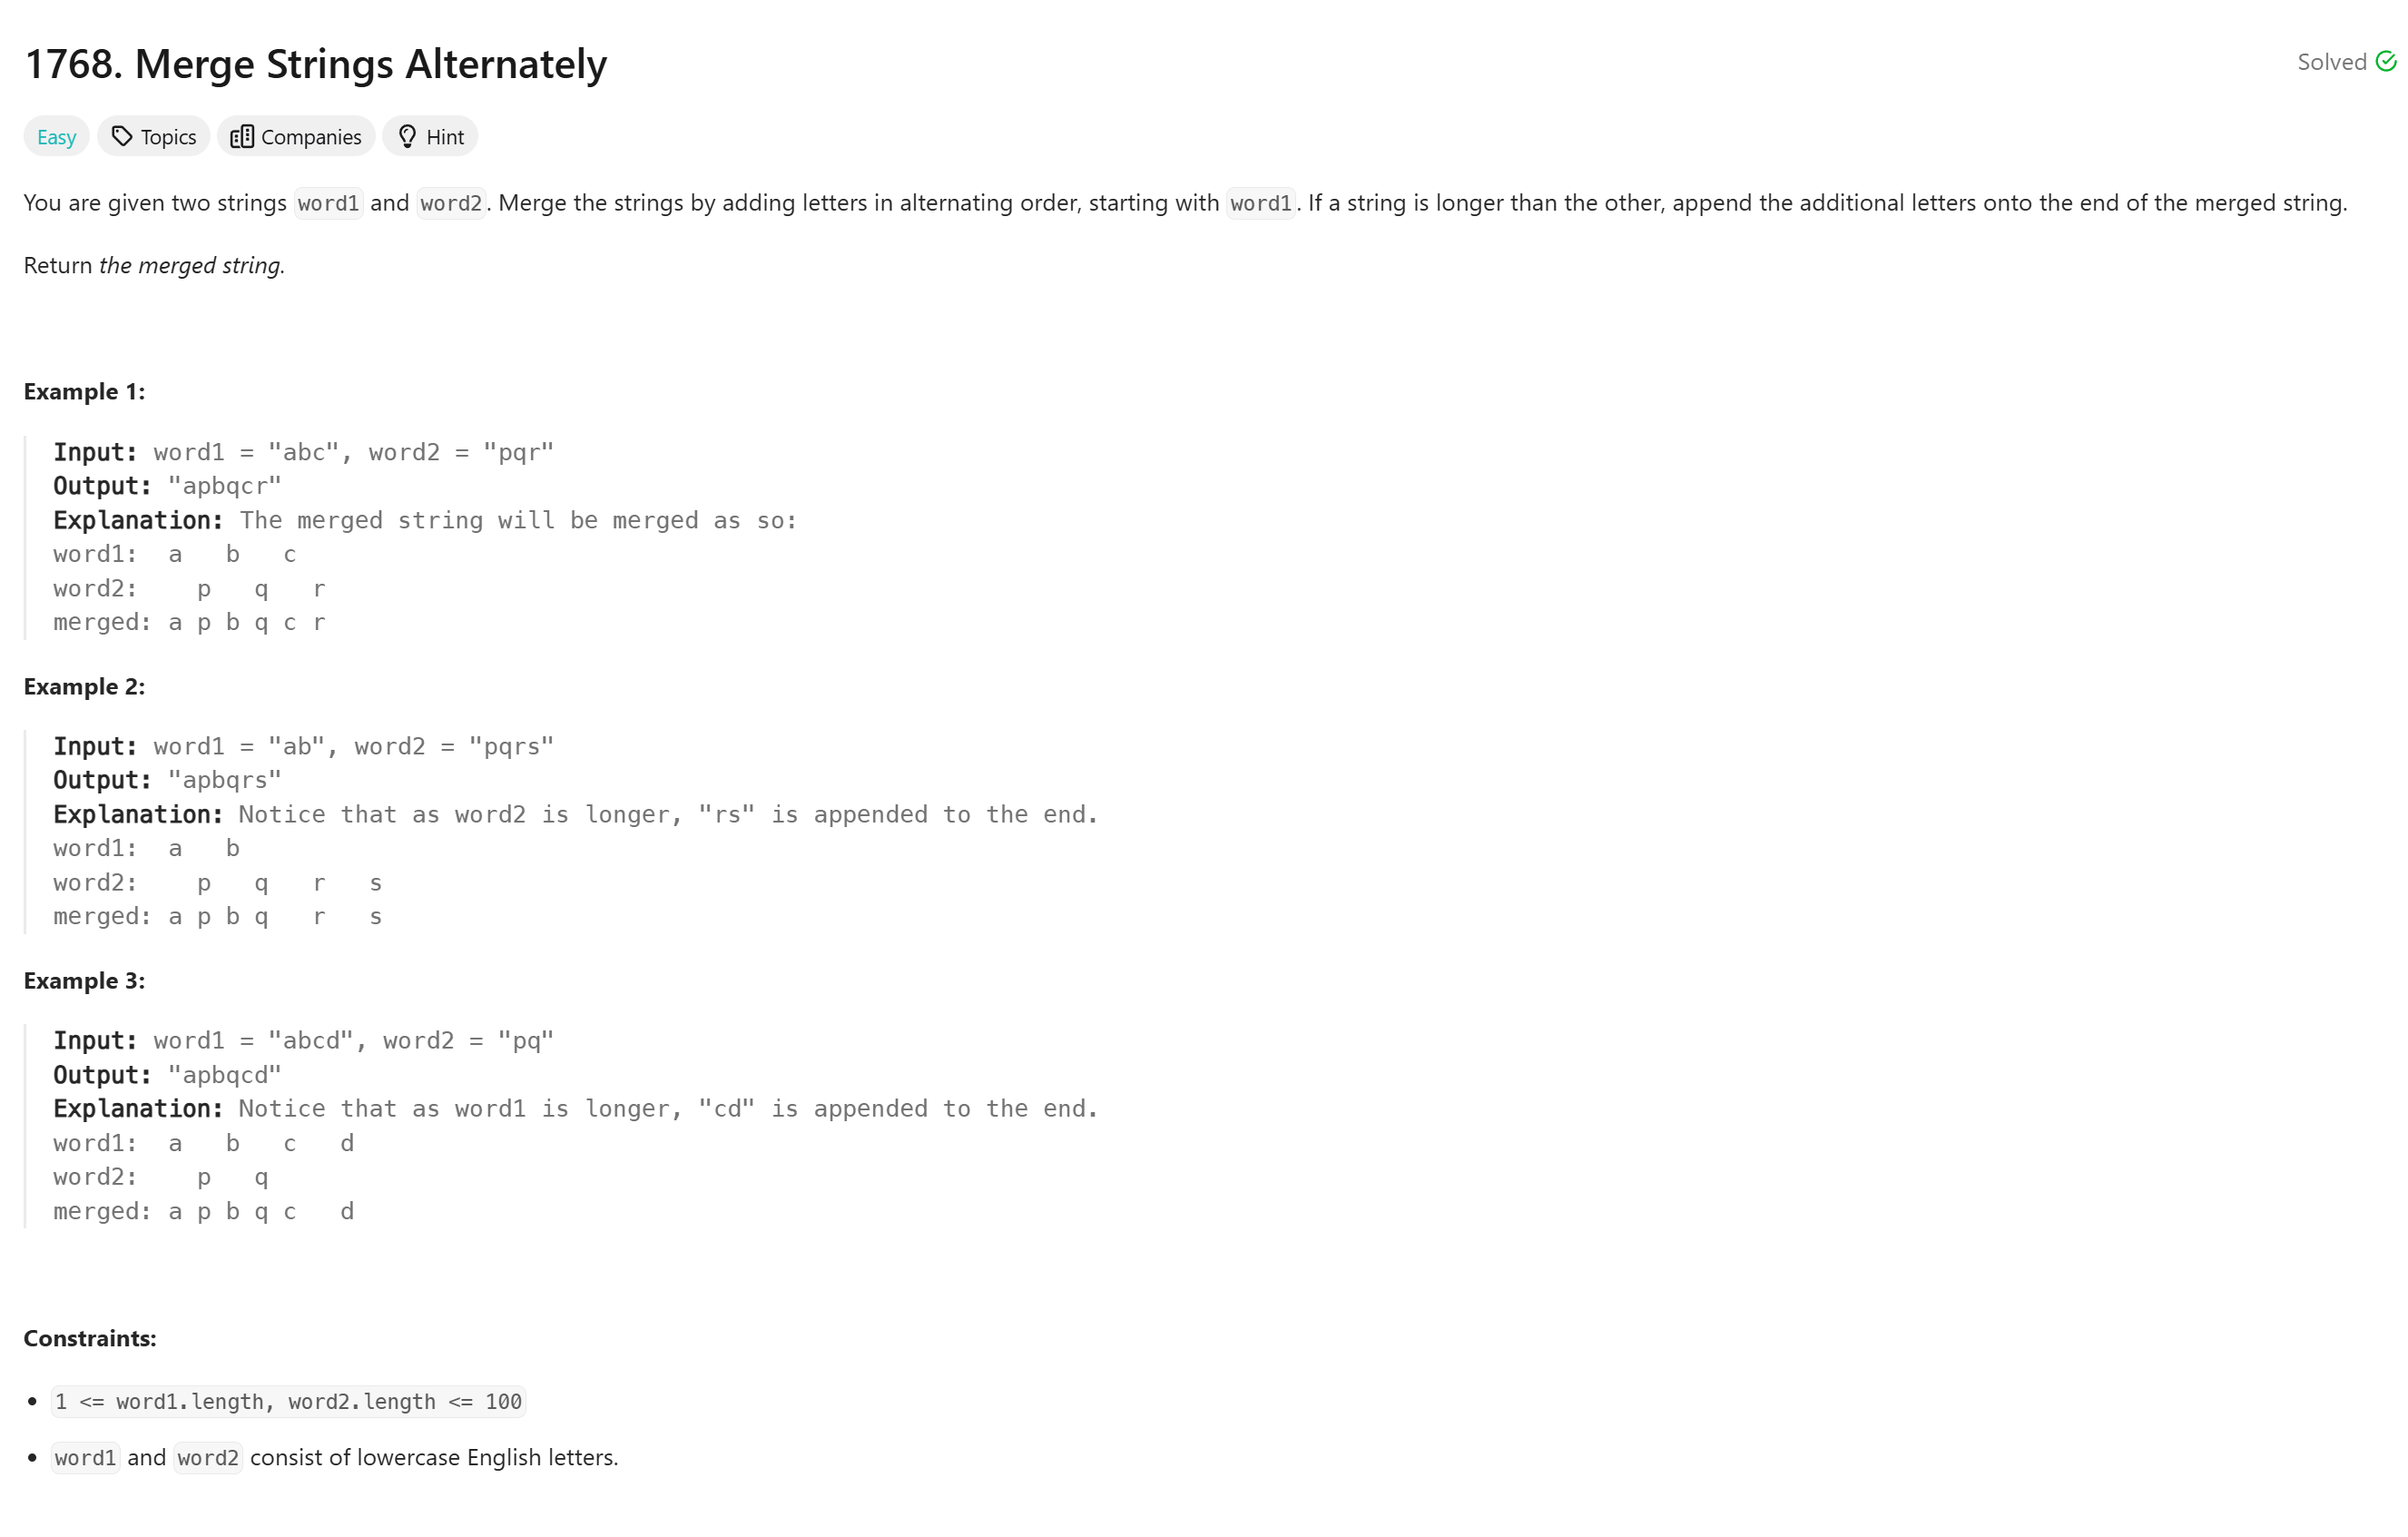 1768. Merge Strings Alternately
Solved
Easy Topics Companies Hint
You are given two strings word1 and word2. Merge the strings by adding letters in alternating order, starting with word1. If a string is longer than the other, append the additional letters onto the end of the merged string.
Return the merged string.
Example 1:
Input: word1 = "abc", word2 = "pqr"
Output: "apbqcr"
Explanation: The merged string will be merged as so:
word1:  a   b   c
word2:    p   q   r
merged: a p b q c r
Example 2:
Input: word1 = "ab", word2 = "pqrs"
Output: "apbqrs"
Explanation: Notice that as word2 is longer, "rs" is appended to the end.
word1:  a   b
word2:    p   q   r   s
merged: a p b q   r   s
Example 3:
Input: word1 = "abcd", word2 = "pq"
Output: "apbqcd"
Explanation: Notice that as word1 is longer, "cd" is appended to the end.
word1:  a   b   c   d
word2:    p   q
merged: a p b q c   d
Constraints:
• 1 <= word1.length, word2.length <= 100
• word1 and word2 consist of lowercase English letters.